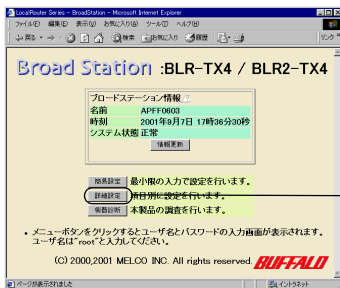 LocalRouter Series - BroadStation - Microsoft Internet Explorer
ファイル(F) 編集(E) 表示(V) お気に入り(A) ツール(T) ヘルプ(H)
戻る 検索 お気に入り 履歴 リンク
Broad Station :BLR-TX4 / BLR2-TX4
ブロードステーション情報
名前 APFF0603
時刻 2001年9月7日 17時36分30秒
システム状態 正常
情報更新
簡易設定 最小限の入力で設定を行います。
詳細設定 項目別に設定を行います。
機器診断 本製品の調査を行います。
• メニューボタンをクリックするとユーザ名とパスワードの入力画面が表示されます。
ユーザ名は"root"と入力してください。
(C) 2000,2001 MELCO INC. All rights reserved. BUFFALO
ページが表示されました イントラネット